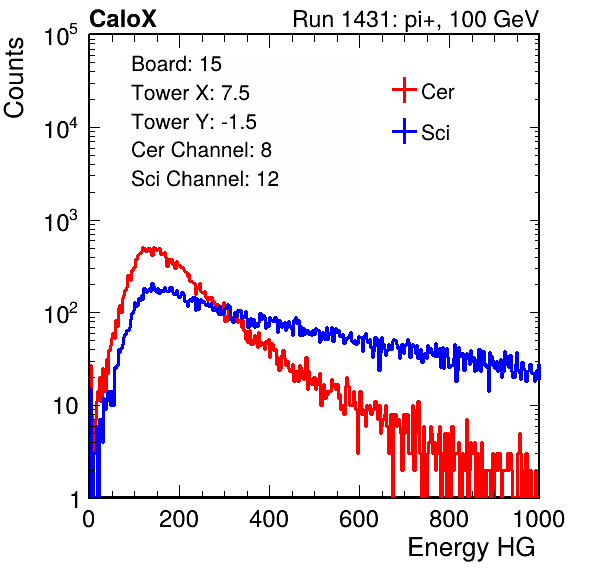 CaloX Run 1431: pi+, 100 GeV
Counts
Board: 15
Tower X: 7.5
Tower Y: -1.5
Cer Channel: 8
Sci Channel: 12
Cer
Sci
10^5
10^4
10^3
10^2
10
1
0 200 400 600 800 1000
Energy HG